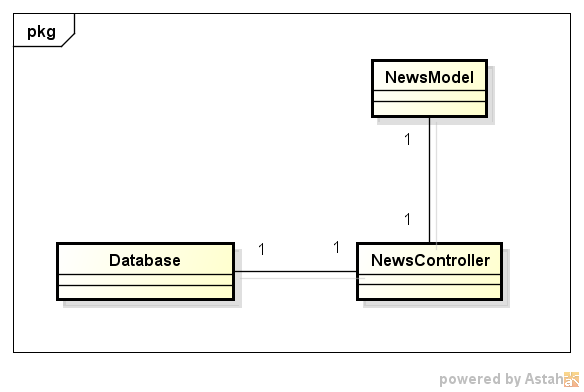 pkg
NewsModel
1
1
Database
1
1
NewsController
powered by Astah